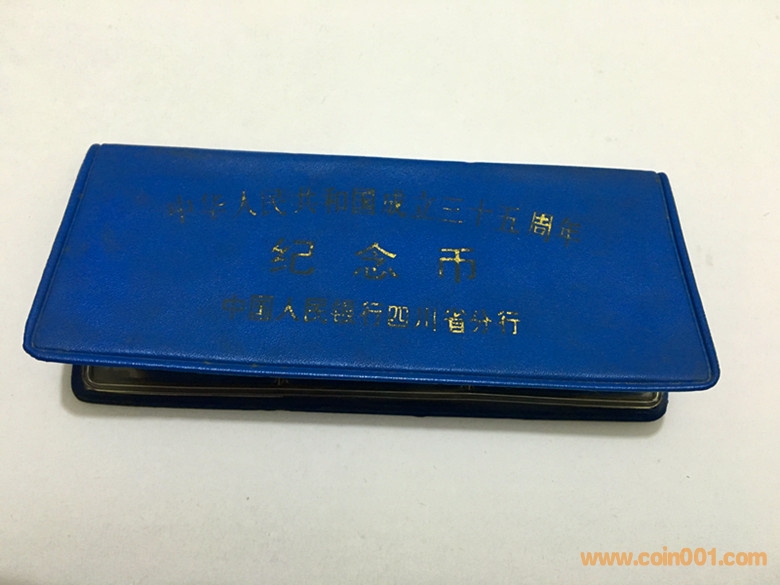 中华人民共和国成立三十五周年
纪念币
中国人民银行四川省分行
www.coin001.com